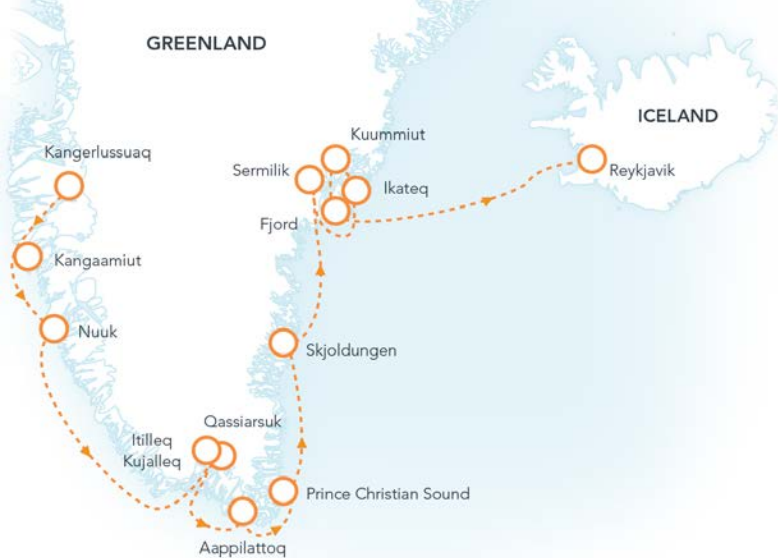 GREENLAND
Kuummiut
ICELAND
Kangerlussuaq
Sermilik
Ikateq
Reykjavik
Fjord
Kangaamiut
Nuuk
Skjoldungen
Qassiarsuk
Itilleq
Kujalleq
Prince Christian Sound
Aappilattoq